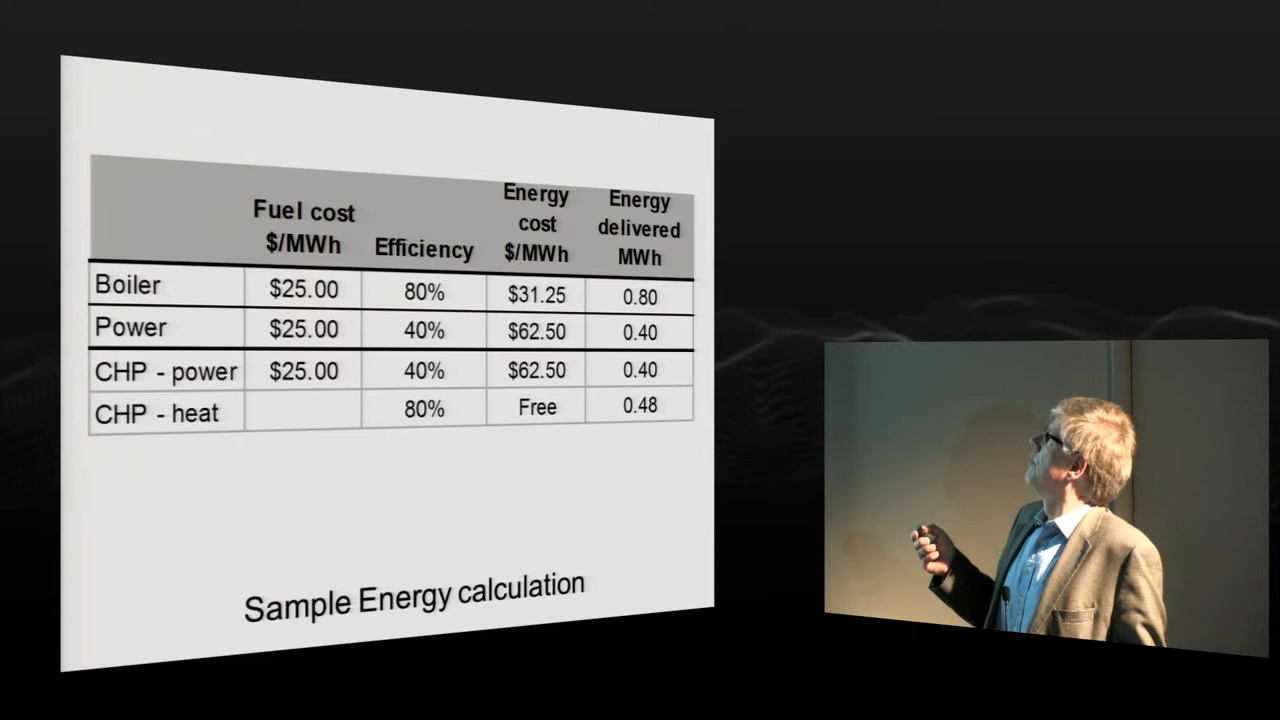 Fuel cost $/MWh Efficiency Energy cost $/MWh Energy delivered MWh
Boiler $25.00 80% $31.25 0.80
Power $25.00 40% $62.50 0.40
CHP - power $25.00 40% $62.50 0.40
CHP - heat 80% Free 0.48
Sample Energy calculation